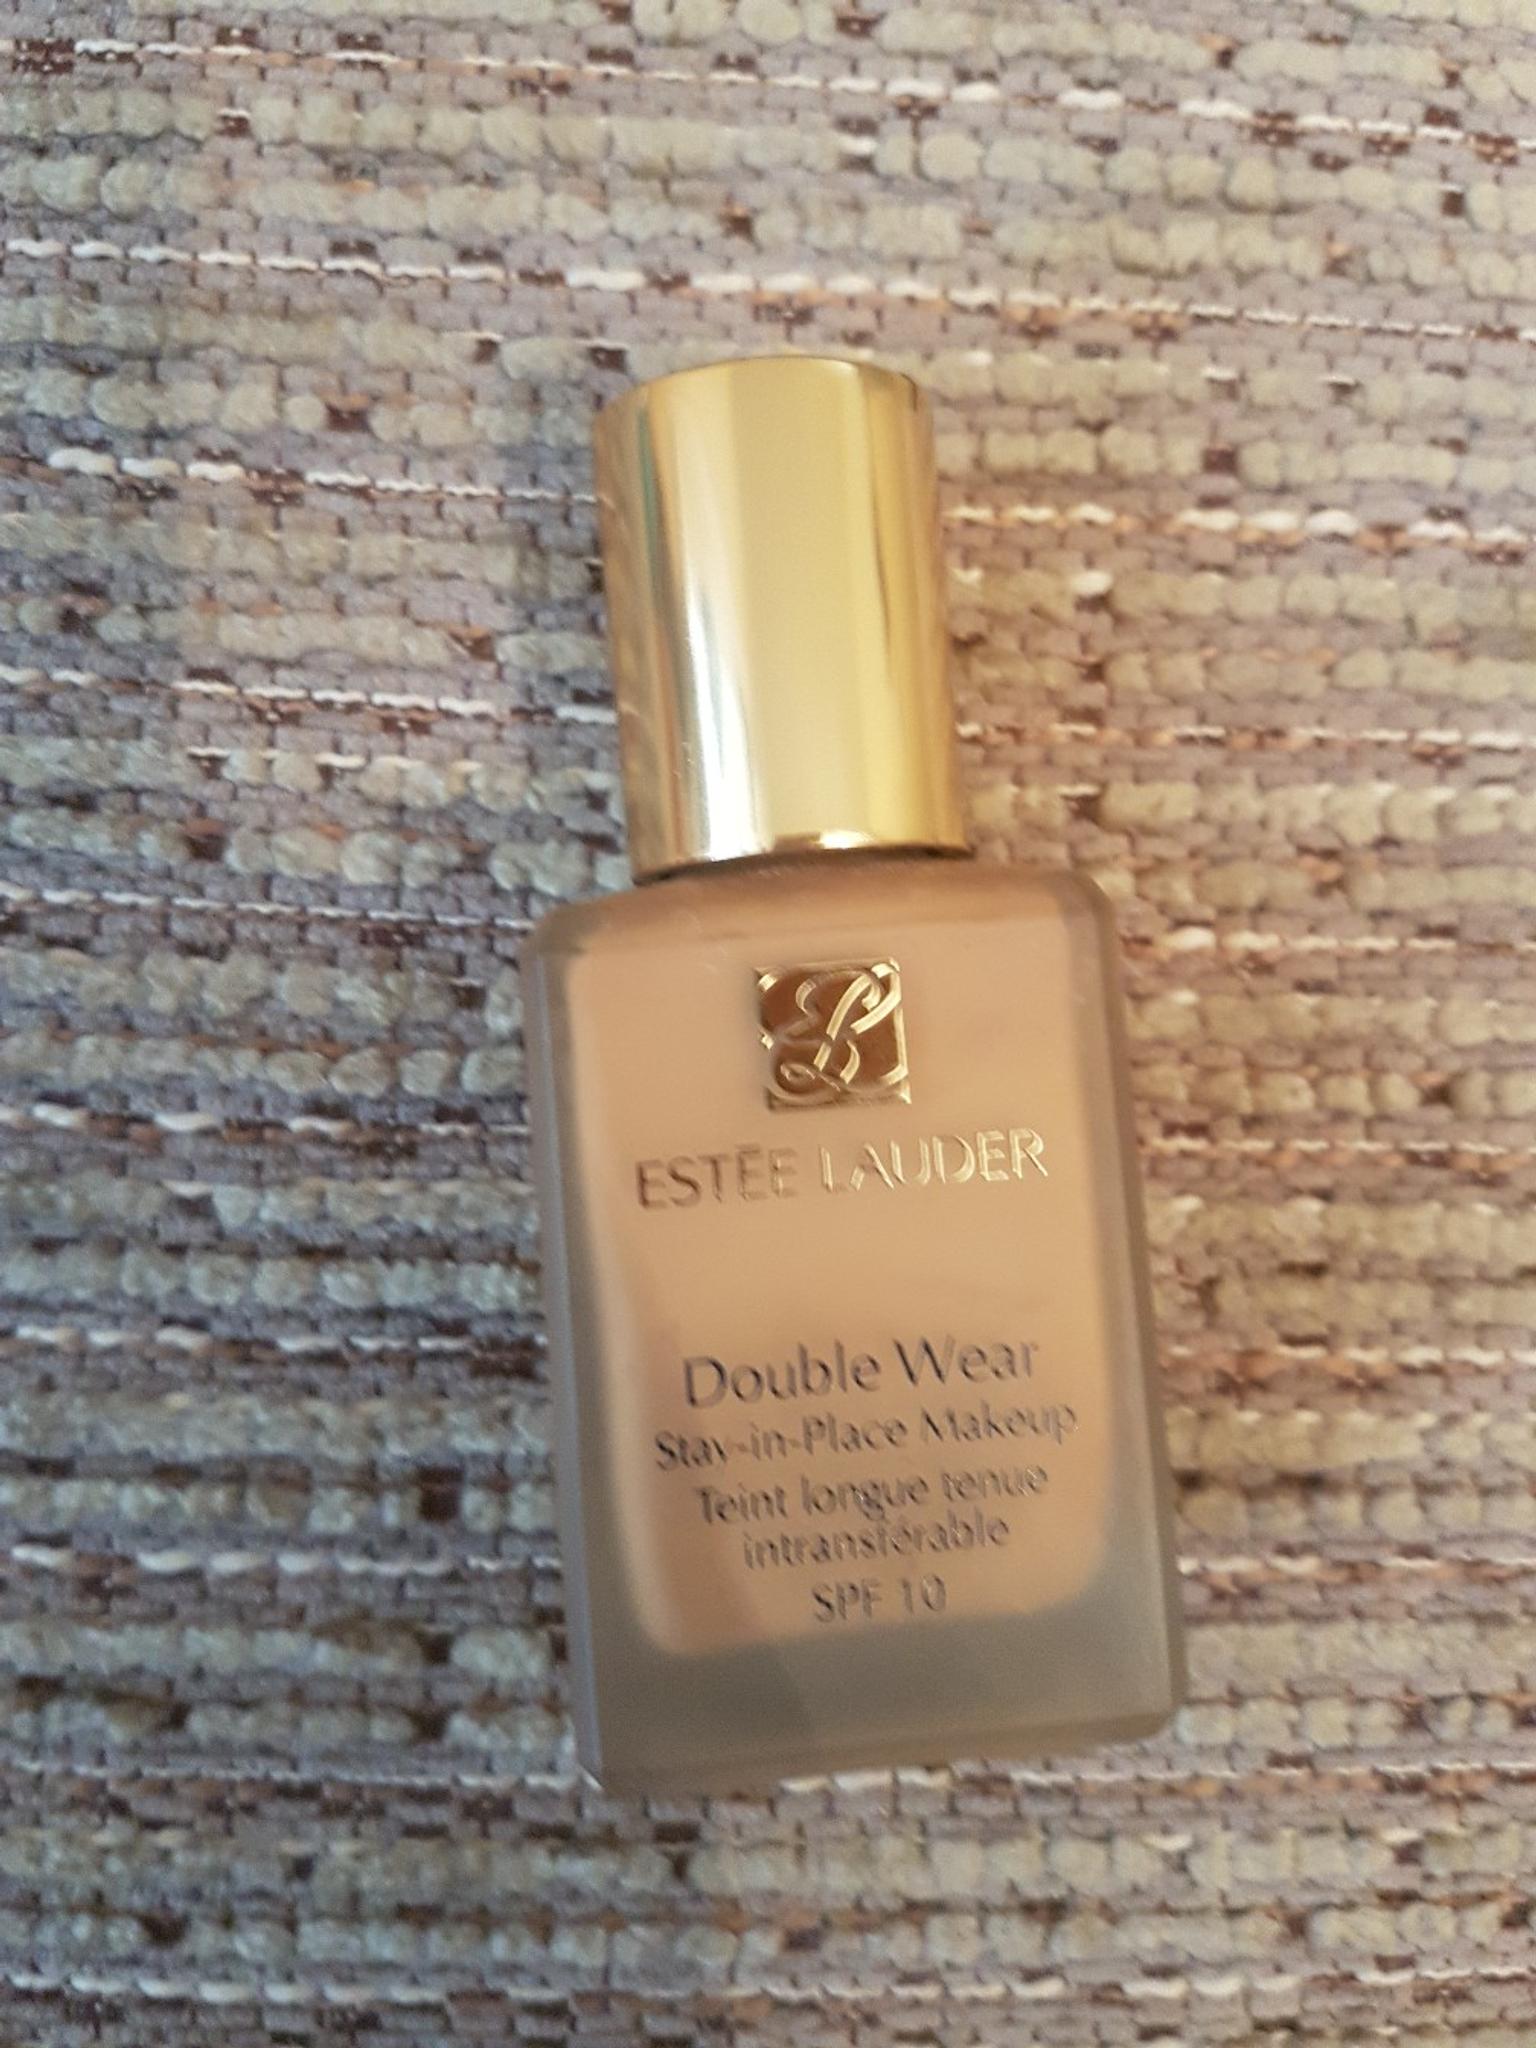 ESTĒE LAUDER
Double Wear
Stay-in-Place Makeup
Teint longue tenue
intransférable
SPF 10